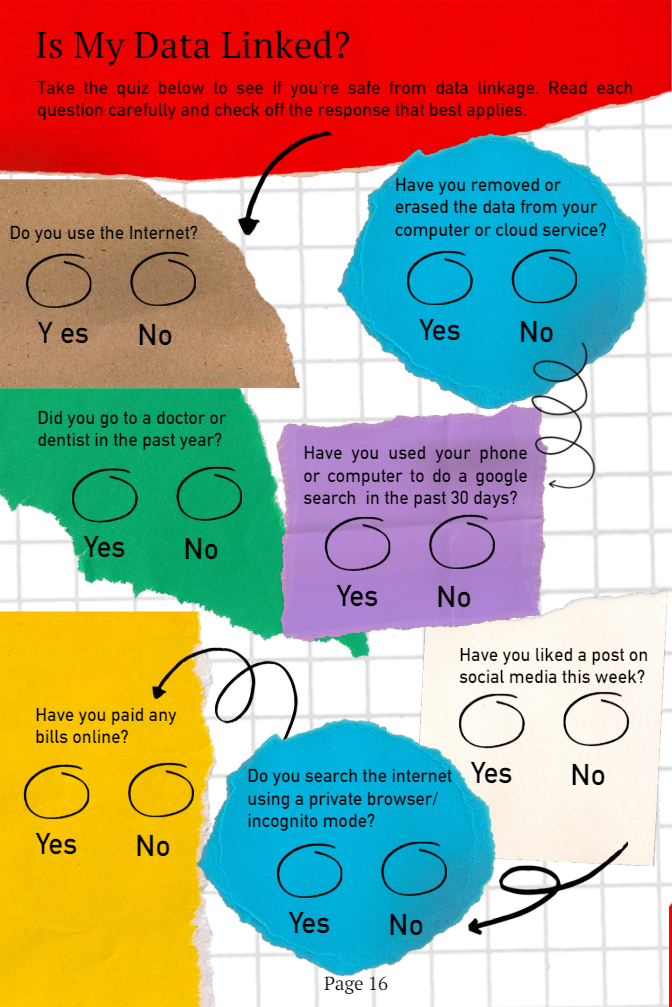 Is My Data Linked?
Take the quiz below to see if you're safe from data linkage. Read each
question carefully and check off the response that best applies.
Do you use the Internet?
Y es No
Have you removed or
erased the data from your
computer or cloud service?
Yes No
Did you go to a doctor or
dentist in the past year?
Yes No
Have you used your phone
or computer to do a google
search in the past 30 days?
Yes No
Have you liked a post on
social media this week?
Yes No
Have you paid any
bills online?
Yes No
Do you search the internet
using a private browser/
incognito mode?
Yes No
Page 16